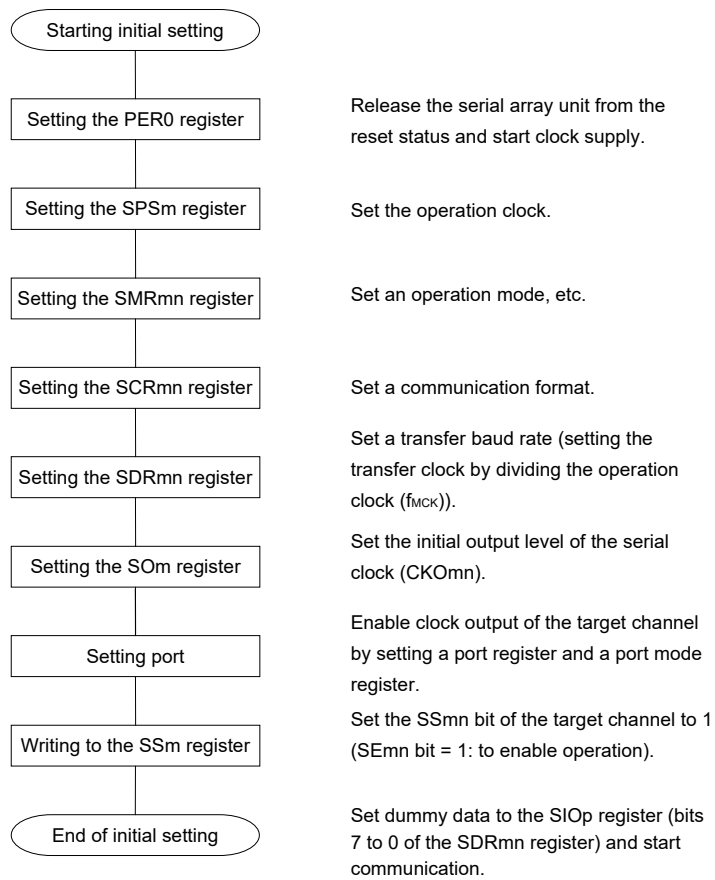 Starting initial setting
Setting the PER0 register
Release the serial array unit from the
reset status and start clock supply.
Setting the SPSm register
Set the operation clock.
Setting the SMRmn register
Set an operation mode, etc.
Setting the SCRmn register
Set a communication format.
Setting the SDRmn register
Set a transfer baud rate (setting the
transfer clock by dividing the operation
clock (fMCK)).
Setting the SOm register
Set the initial output level of the serial
clock (CKOmn).
Setting port
Enable clock output of the target channel
by setting a port register and a port mode
register.
Writing to the SSm register
Set the SSmn bit of the target channel to 1
(SEmn bit = 1: to enable operation).
End of initial setting
Set dummy data to the SIOp register (bits
7 to 0 of the SDRmn register) and start
communication.